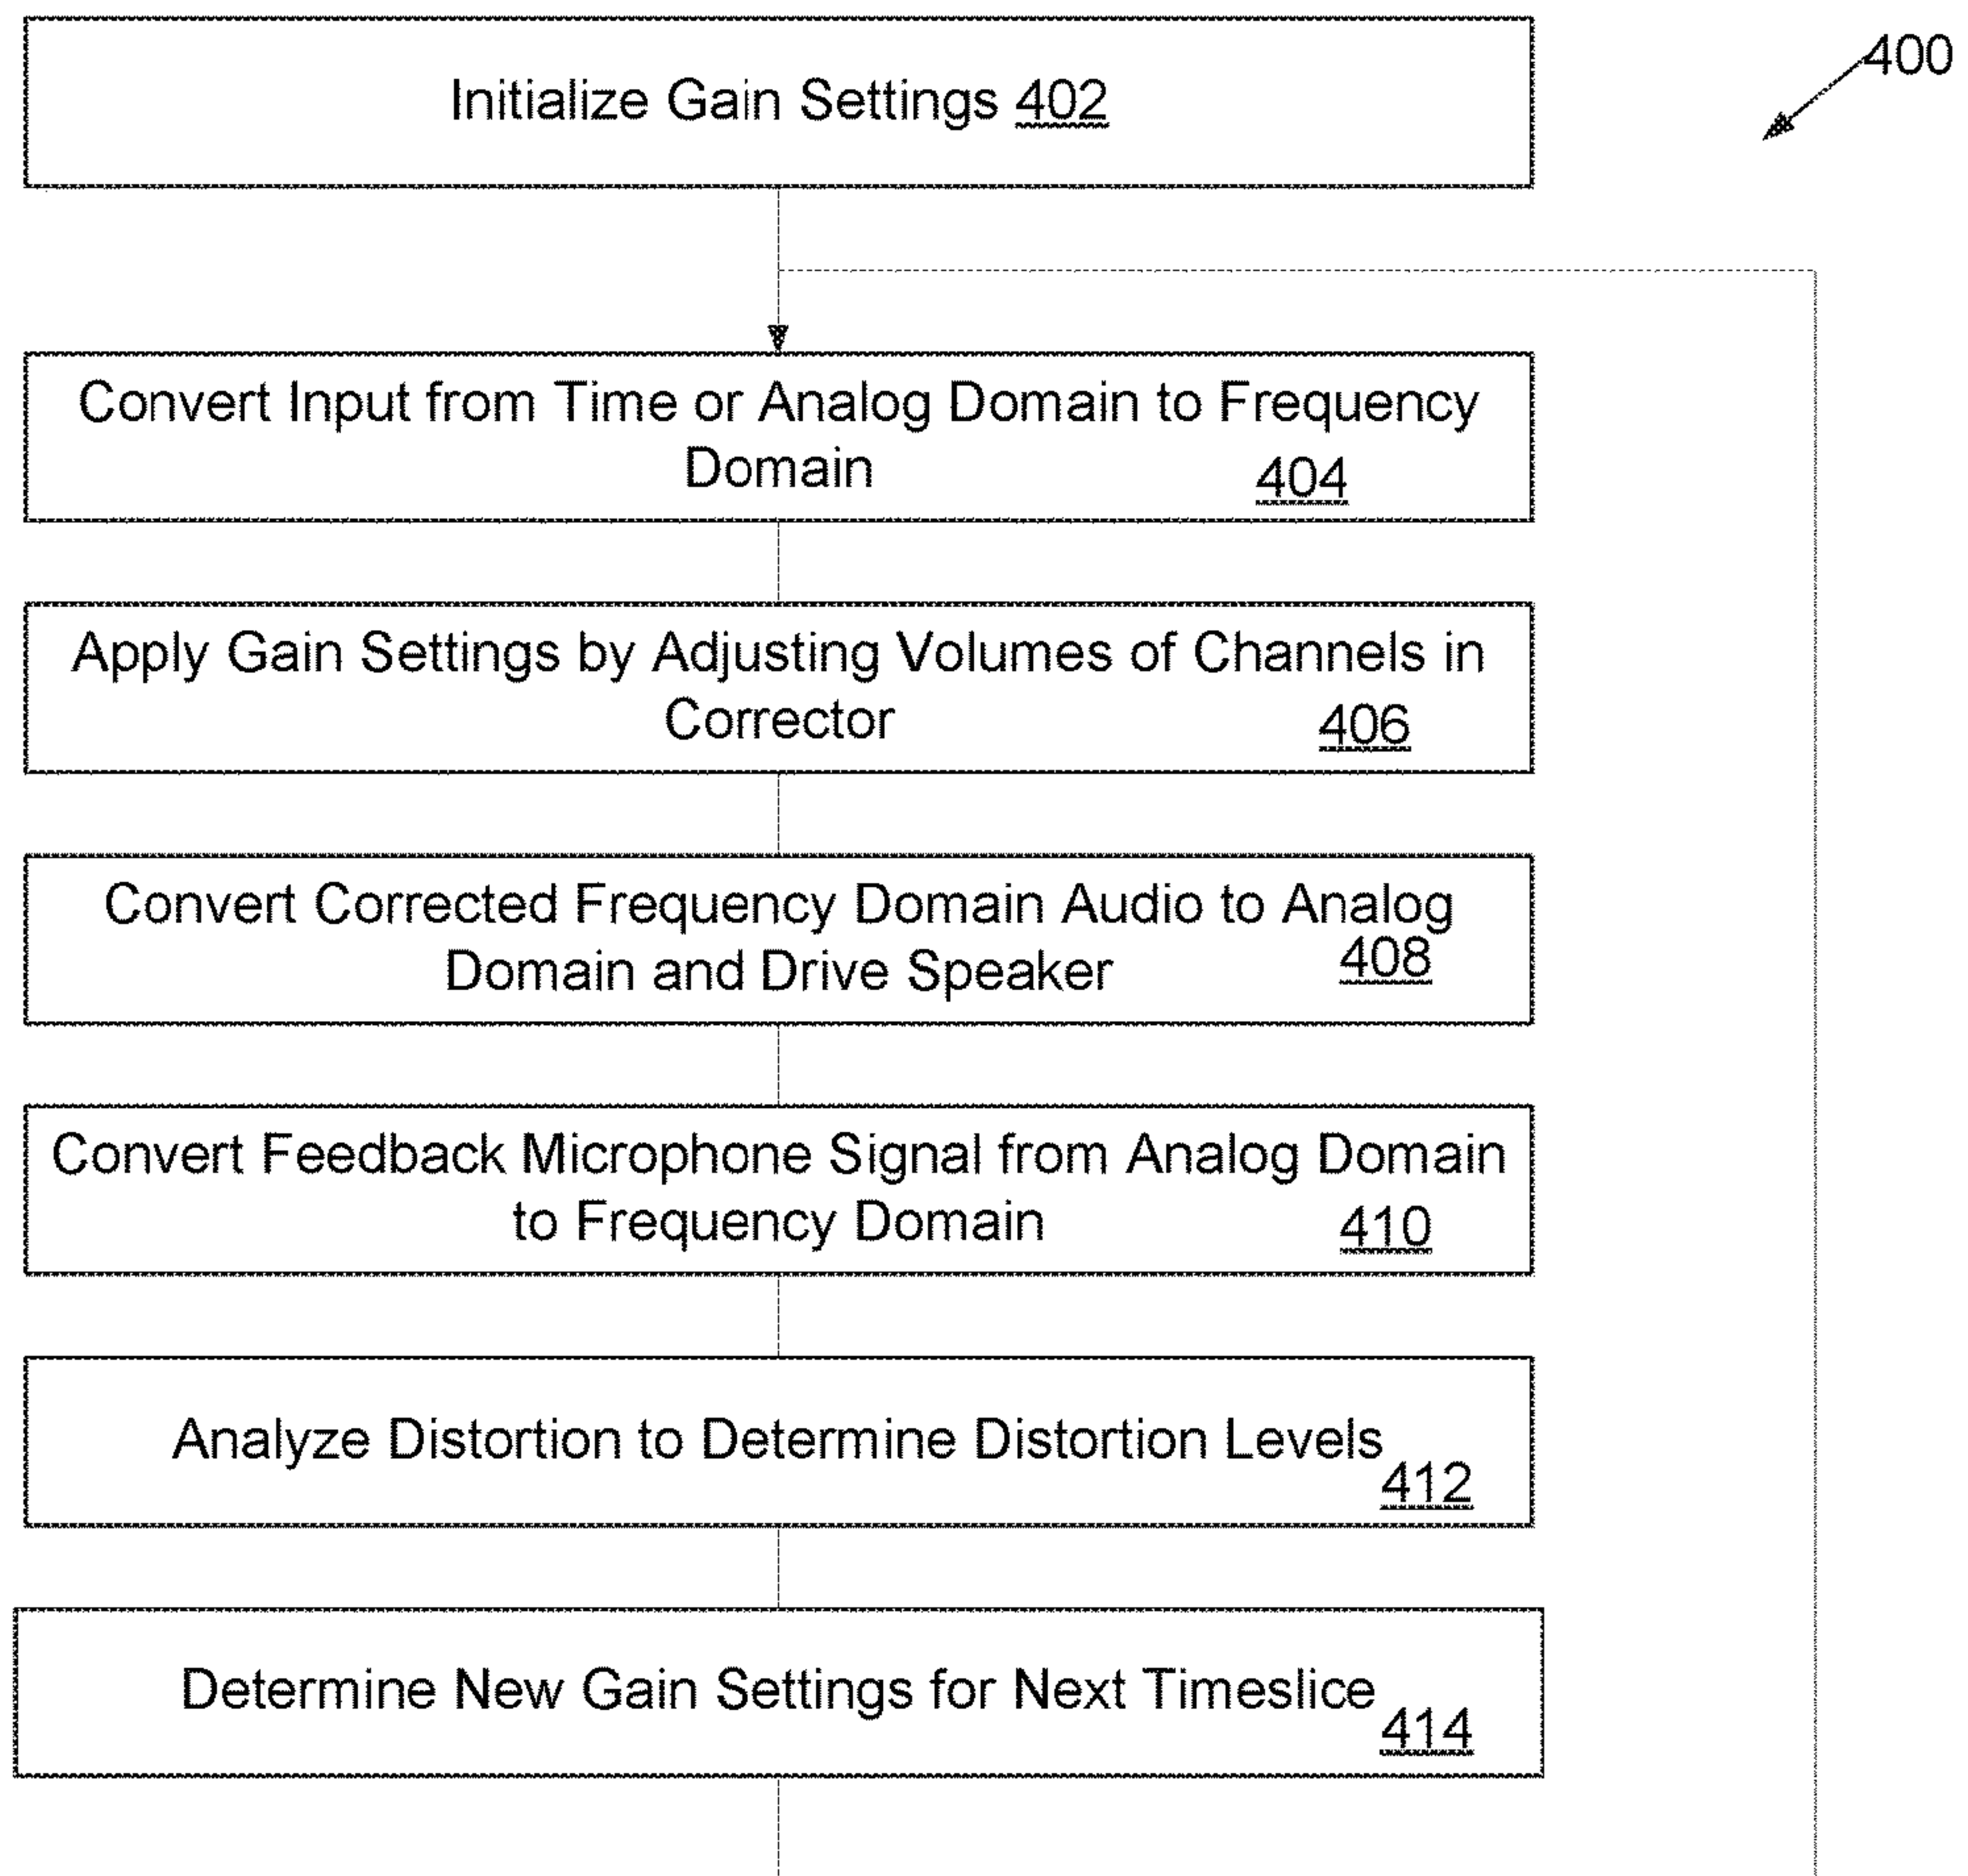 400
Initialize Gain Settings 402
Convert Input from Time or Analog Domain to Frequency
Domain 404
Apply Gain Settings by Adjusting Volumes of Channels in
Corrector 406
Convert Corrected Frequency Domain Audio to Analog
Domain and Drive Speaker 408
Convert Feedback Microphone Signal from Analog Domain
to Frequency Domain 410
Analyze Distortion to Determine Distortion Levels 412
Determine New Gain Settings for Next Timeslice 414